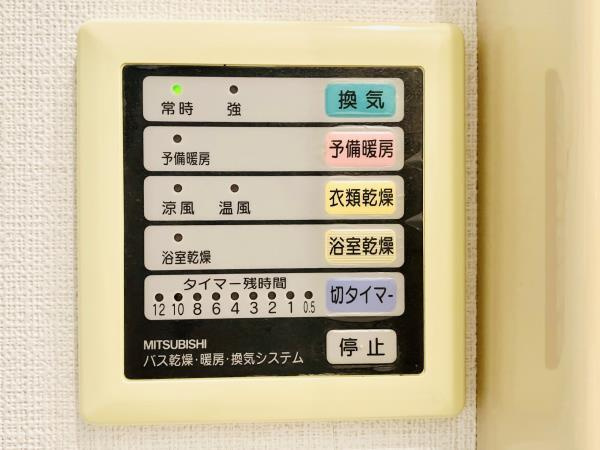 常時 強 換気
予備暖房 予備暖房
涼風 温風 衣類乾燥
浴室乾燥 浴室乾燥
タイマー残時間
12 10 8 6 4 3 2 1 0.5 切タイマー
停止
MITSUBISHI
バス乾燥・暖房・換気システム